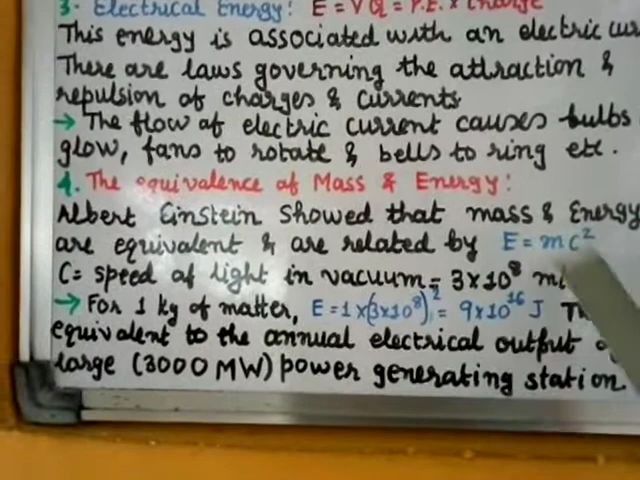 3. Electrical Energy: E = VQ = P.E. x charge
This energy is associated with an electric cur
There are laws governing the attraction &
repulsion of charges & currents
→ The flow of electric current causes bulbs
glow, fans to rotate & bells to ring etc.
4. The equivalence of Mass & Energy:
Albert Einstein showed that mass & Energy
are equivalent & are related by E = mc²
C = speed of light in vacuum = 3x10⁸ m/
→ For 1 kg of matter, E = 1x(3x10⁸)² = 9x10¹⁶ J Th
equivalent to the annual electrical output o
large (3000 MW) power generating station.